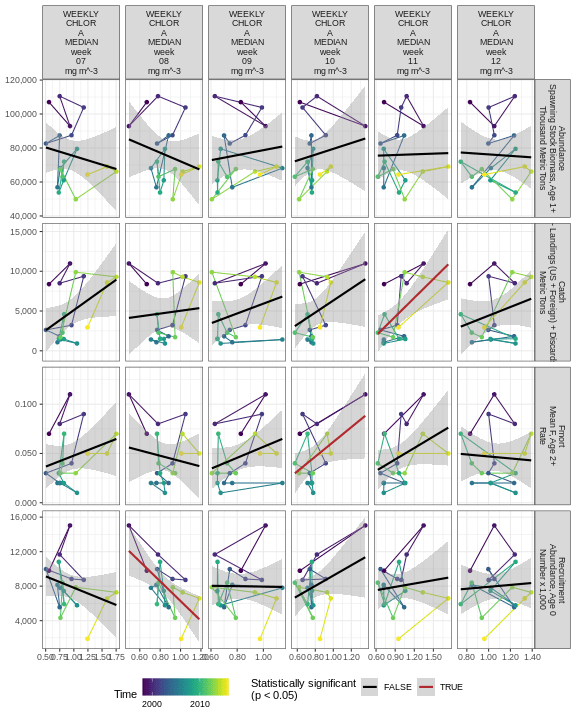 WEEKLY
CHLOR
A
MEDIAN
week
07
mg m^-3
WEEKLY
CHLOR
A
MEDIAN
week
08
mg m^-3
WEEKLY
CHLOR
A
MEDIAN
week
09
mg m^-3
WEEKLY
CHLOR
A
MEDIAN
week
10
mg m^-3
WEEKLY
CHLOR
A
MEDIAN
week
11
mg m^-3
WEEKLY
CHLOR
A
MEDIAN
week
12
mg m^-3
120,000
100,000
80,000
60,000
40,000
Abundance
Spawning Stock Biomass, Age 1+
Thousand Metric Tons
15,000
10,000
5,000
0
Catch
- Landings (US + Foreign) + Discard
Metric Tons
0.100
0.050
0.000
Fmort
Mean F, Age 2+
Rate
16,000
12,000
8,000
4,000
Recruitment
Abundance, Age 0
Number x 1,000
0.50 0.75 1.00 1.25 1.50 1.75
0.60 0.80 1.00 1.20
0.60 0.80 1.00
0.60 0.80 1.00 1.20
0.60 0.90 1.20 1.50
0.80 1.00 1.20 1.40
Time
2000 2010
Statistically significant
(p < 0.05)
FALSE
TRUE